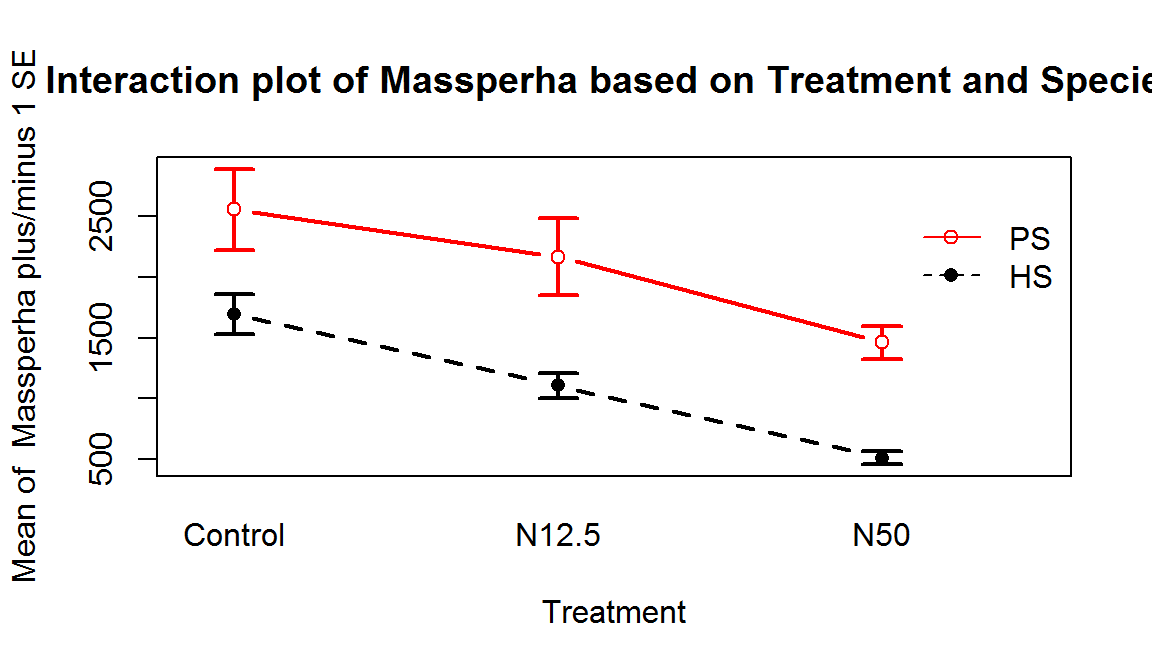 Interaction plot of Massperha based on Treatment and Specie
Mean of Massperha plus/minus 1 SE
2500
1500
500
PS
HS
Control N12.5 N50
Treatment